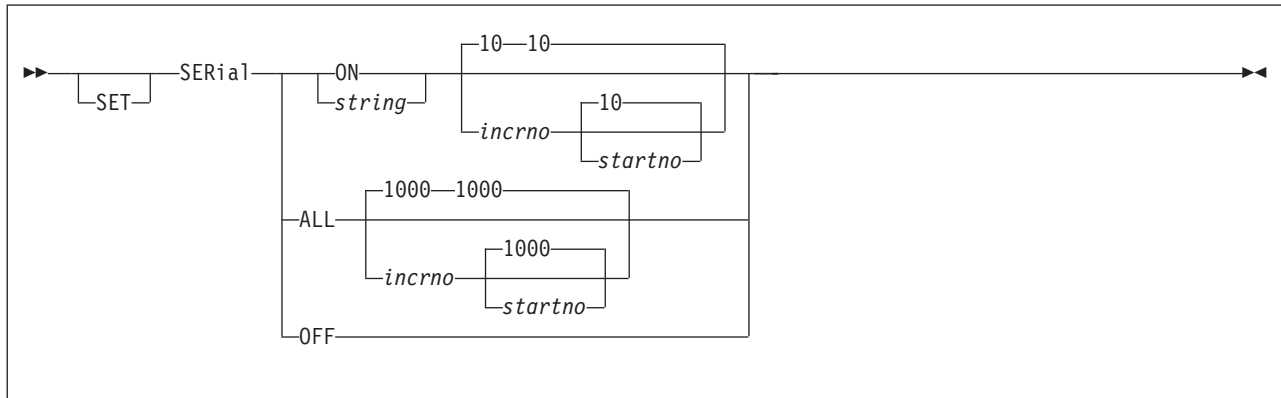 10 10
SERial ON
SET string 10
incrno
startno
1000 1000
ALL
1000
incrno
startno
OFF